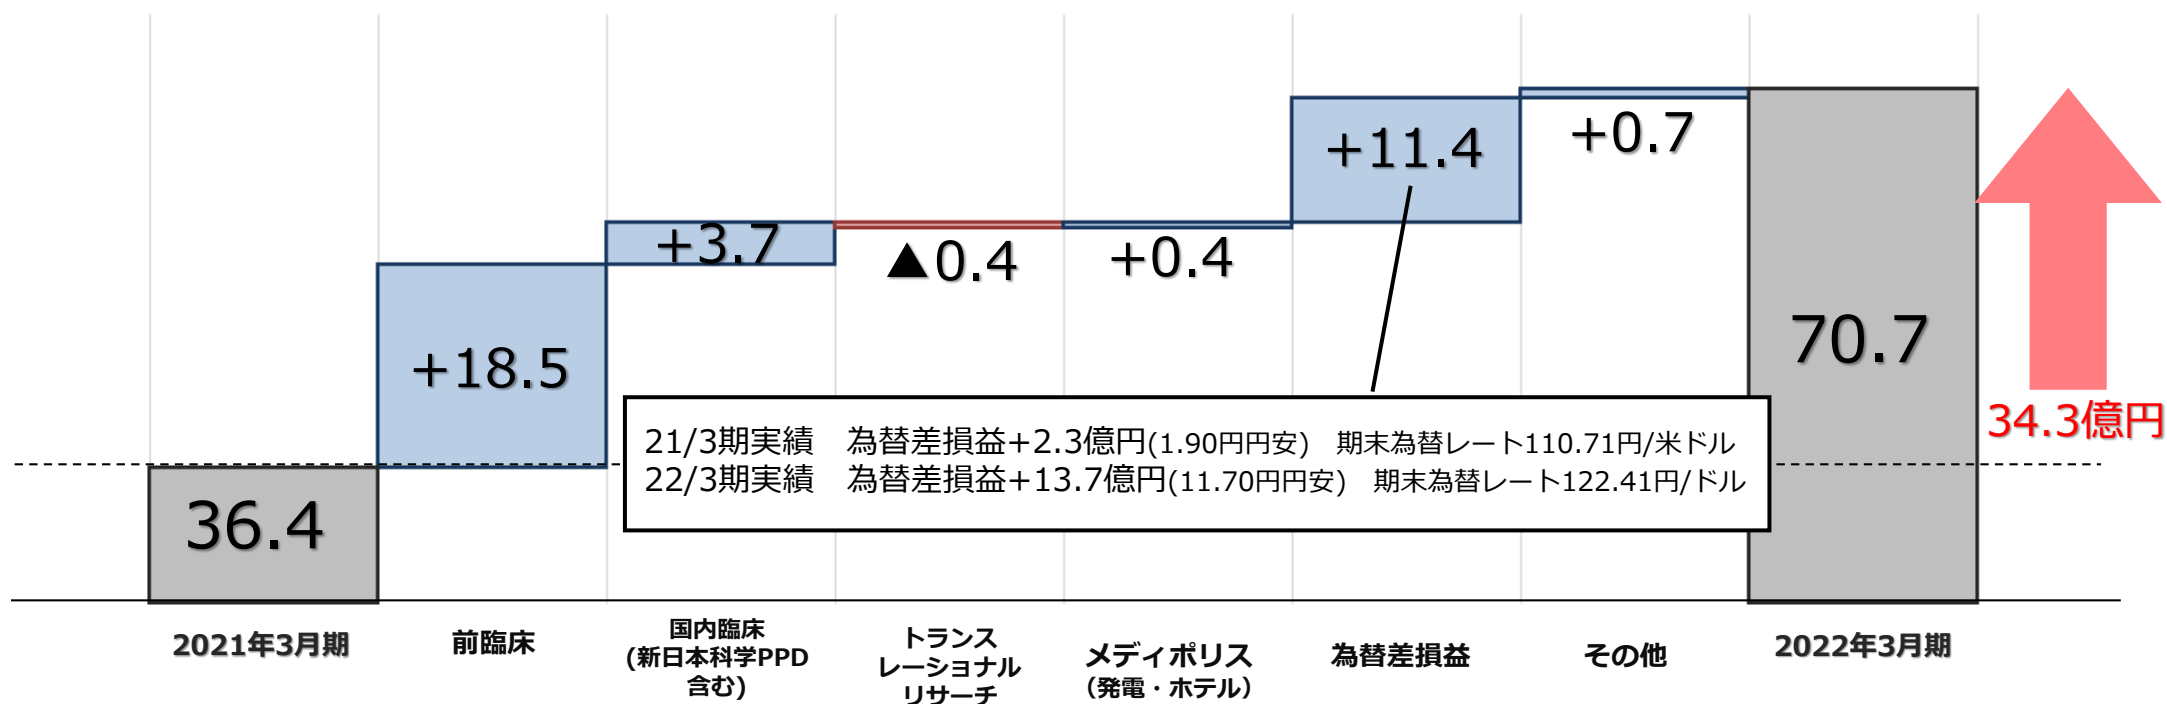 +0.7
+11.4
+3.7
▲0.4
+0.4
70.7
+18.5
34.3億円
21/3期実績　為替差損益+2.3億円(1.90円円安)　期末為替レート110.71円/米ドル
22/3期実績　為替差損益+13.7億円(11.70円円安)　期末為替レート122.41円/ドル
36.4
2021年3月期
前臨床
国内臨床
(新日本科学PPD
含む)
トランス
レーショナル
リサーチ
メディポリス
（発電・ホテル）
為替差損益
その他
2022年3月期